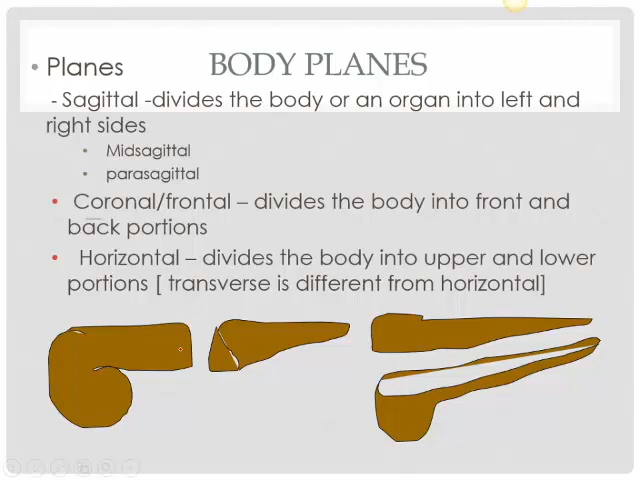 BODY PLANES
• Planes
- Sagittal -divides the body or an organ into left and
right sides
• Midsagittal
• parasagittal
• Coronal/frontal – divides the body into front and
back portions
• Horizontal – divides the body into upper and lower
portions [ transverse is different from horizontal]